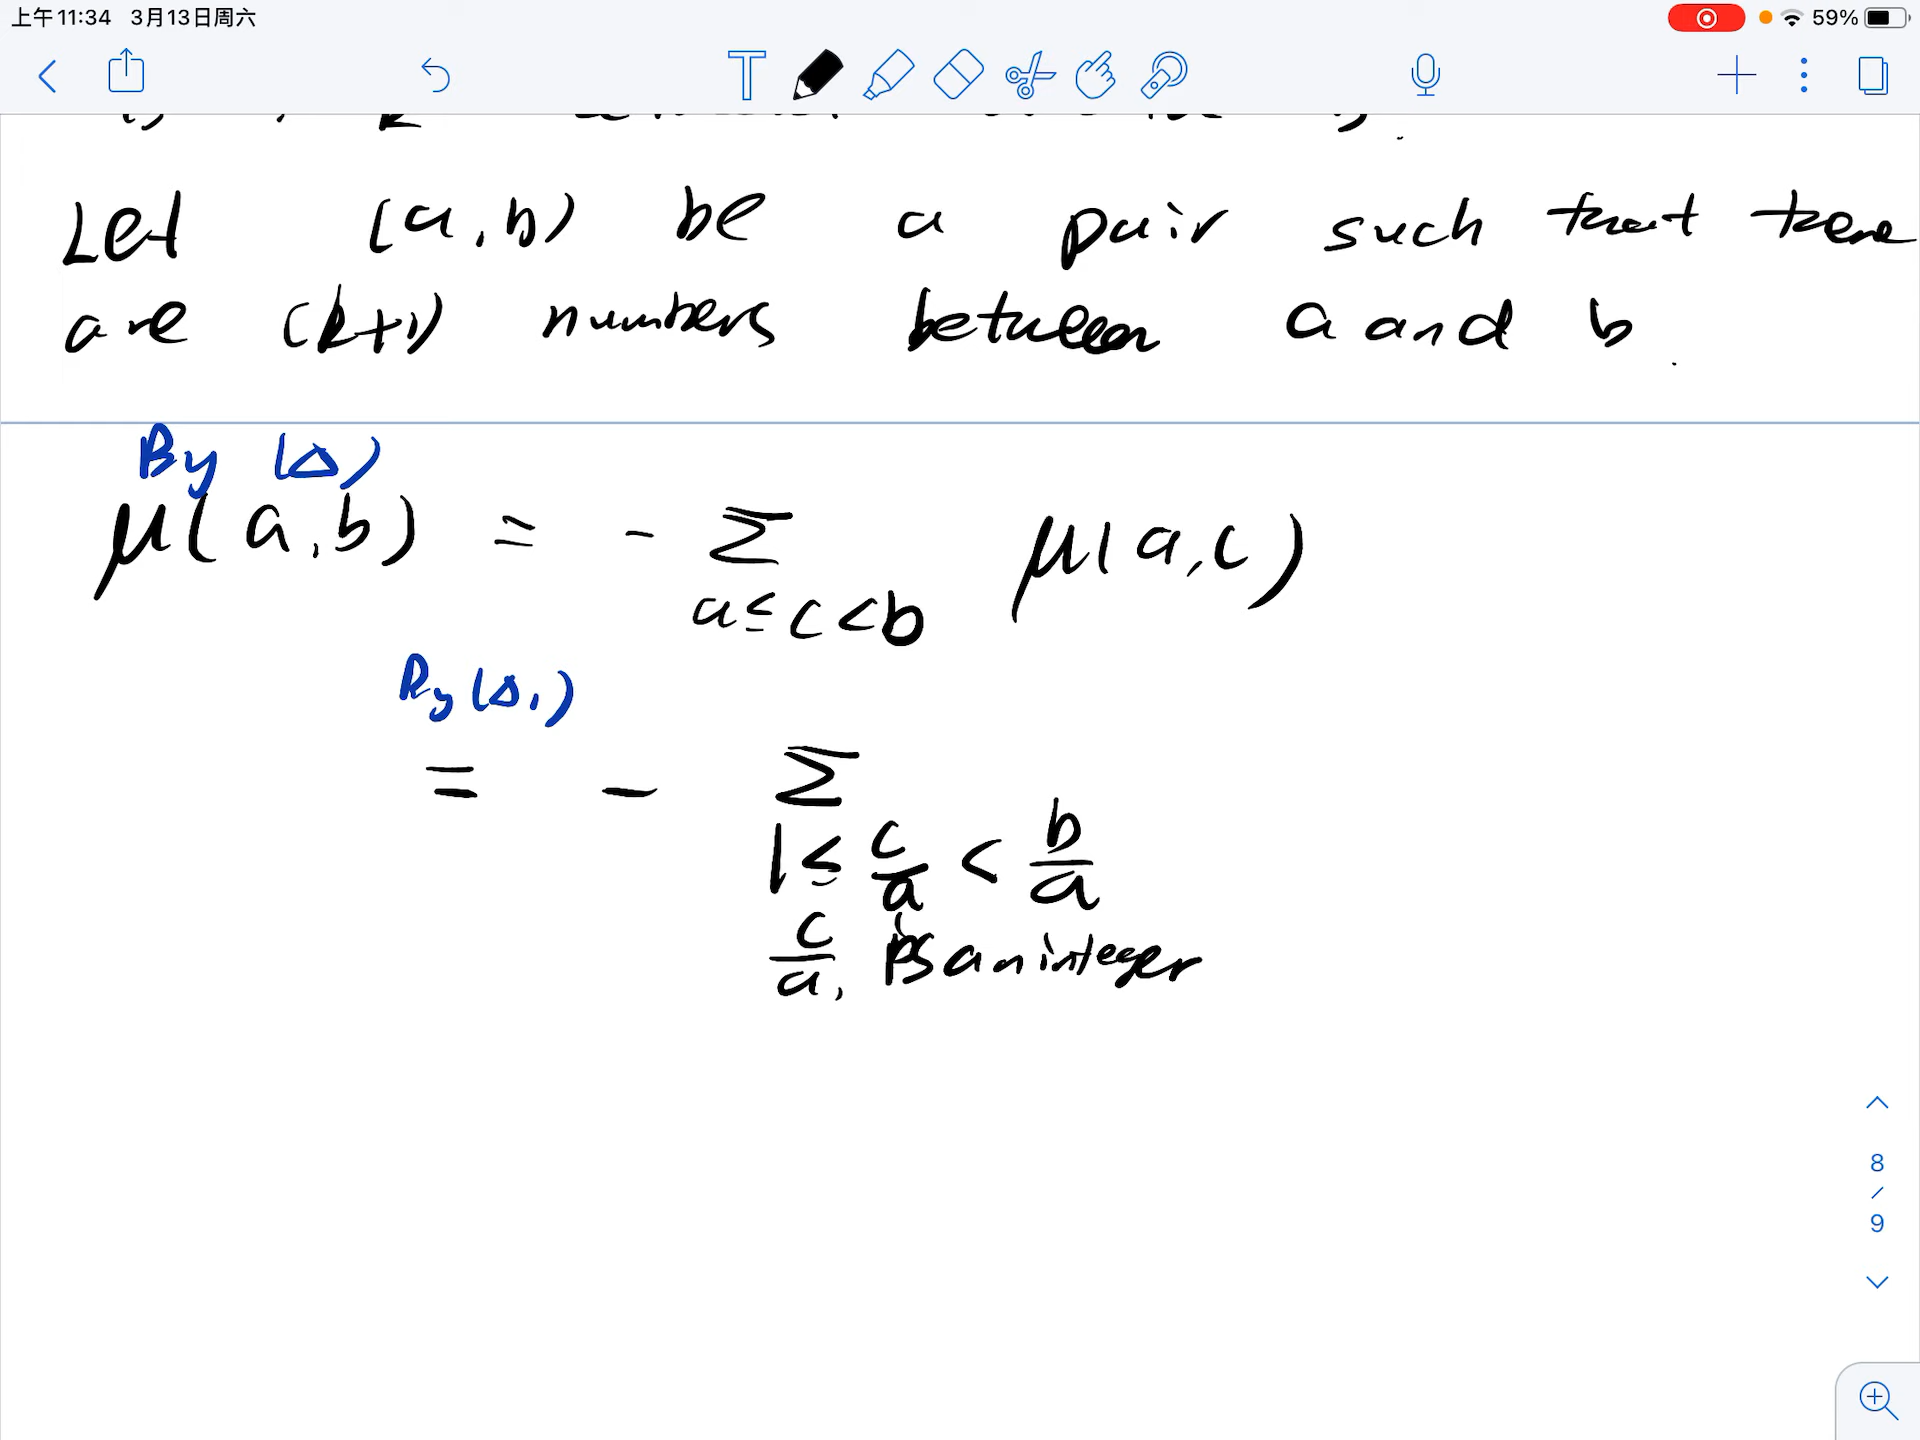 上午11:34 3月13日周六
59%
Let (a,b) be a pair such that there
are (k+1) numbers between a and b.
By (Δ)
μ(a,b) = - Σ μ(a,c)
a≤c<b
By (Δ1)
= - Σ
1≤ c/a < b/a
c/a, is an integer
8
/
9